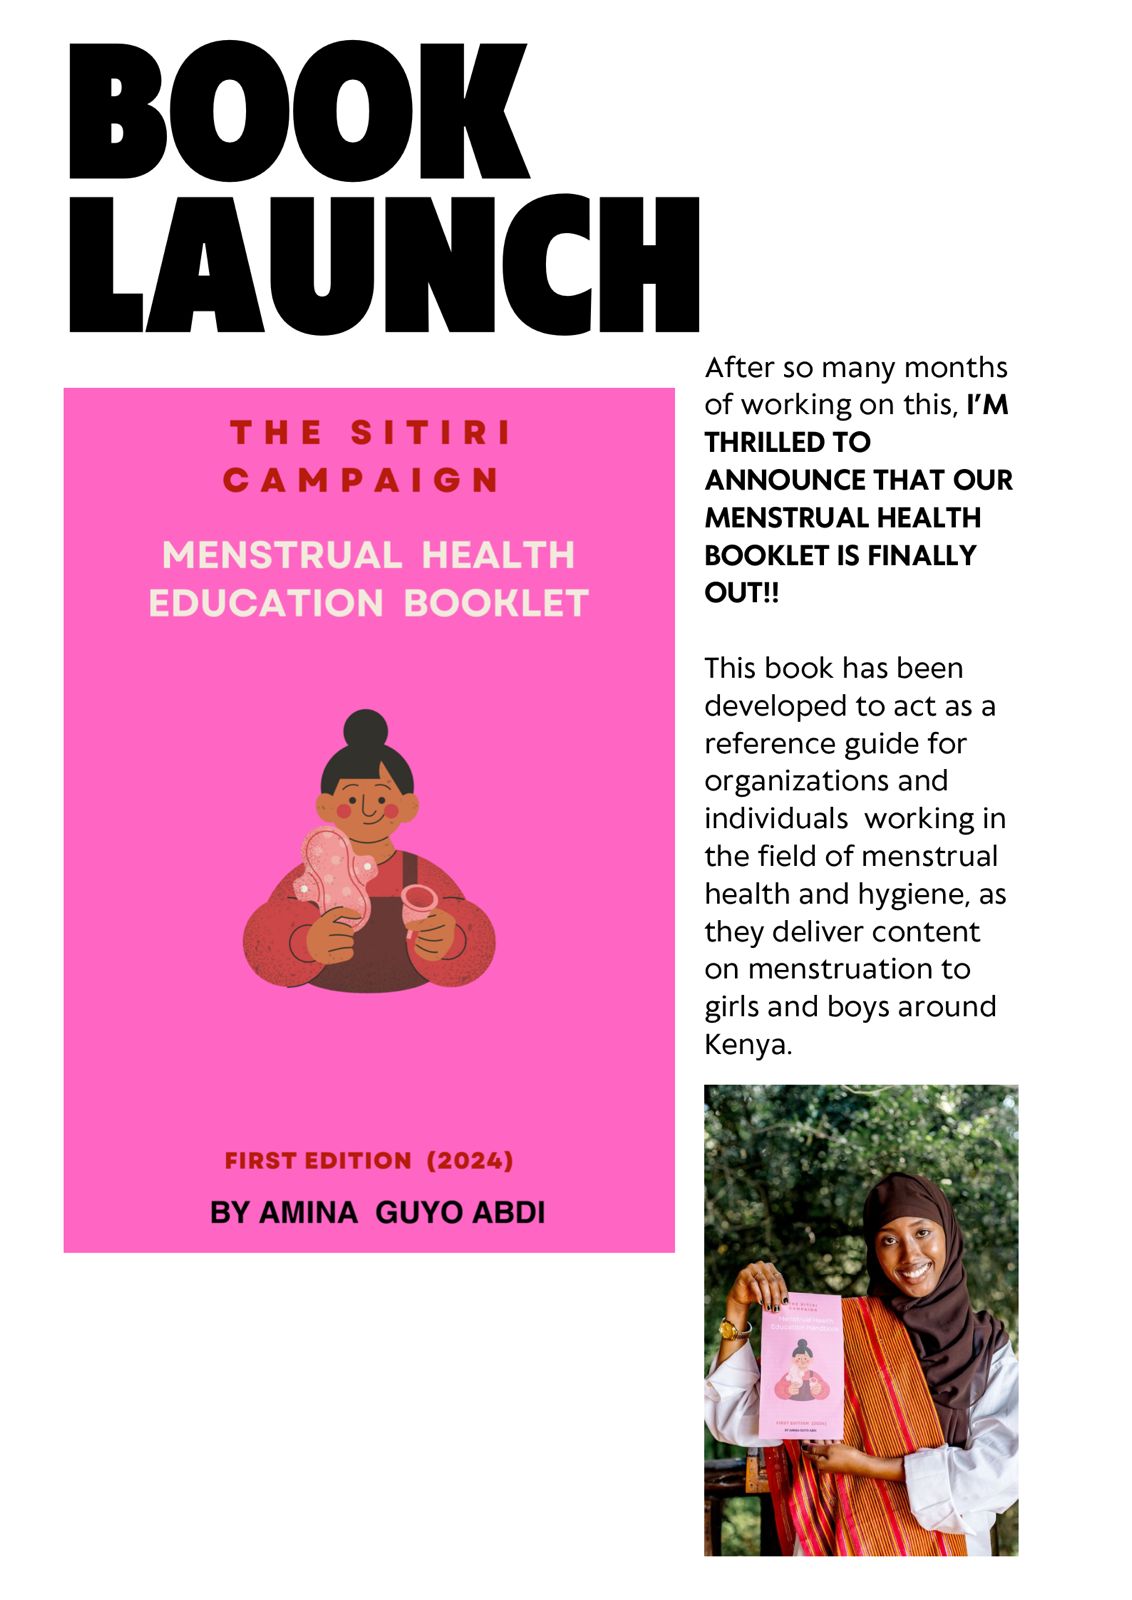 BOOK
LAUNCH
THE SITIRI
CAMPAIGN
MENSTRUAL HEALTH
EDUCATION BOOKLET
FIRST EDITION (2024)
BY AMINA GUYO ABDI
After so many months
of working on this, I'M
THRILLED TO
ANNOUNCE THAT OUR
MENSTRUAL HEALTH
BOOKLET IS FINALLY
OUT!!
This book has been
developed to act as a
reference guide for
organizations and
individuals working in
the field of menstrual
health and hygiene, as
they deliver content
on menstruation to
girls and boys around
Kenya.
THE SITIRI
CAMPAIGN
Menstrual Health
Education Handbook
FIRST EDITION (2024)
BY AMINA GUYO ABDI